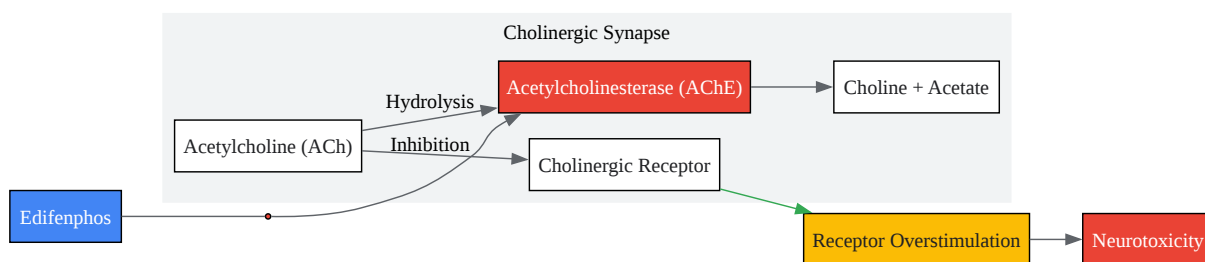 Cholinergic Synapse
Acetylcholinesterase (AChE)
Choline + Acetate
Hydrolysis
Acetylcholine (ACh)
Inhibition
Cholinergic Receptor
Edifenphos
Receptor Overstimulation
Neurotoxicity